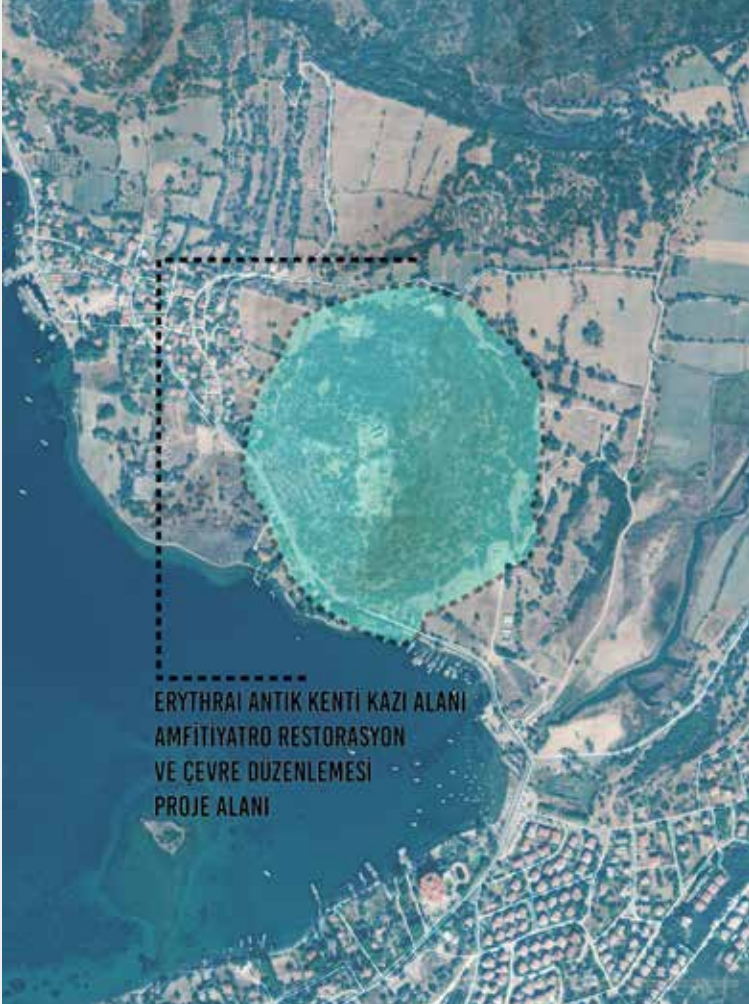 ERYTHRAI ANTİK KENTİ KAZI ALANI
AMFİTİYATRO RESTORASYON
VE ÇEVRE DÜZENLEMESİ
PROJE ALANI